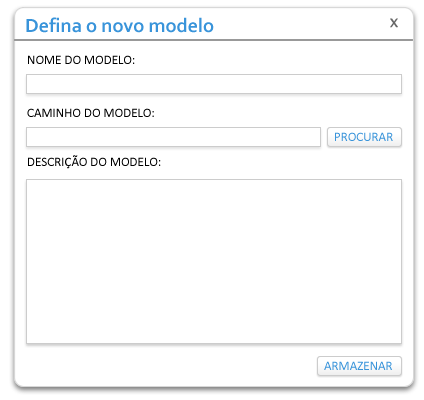 Defina o novo modelo x
NOME DO MODELO:
CAMINHO DO MODELO:
PROCURAR
DESCRIÇÃO DO MODELO:
ARMAZENAR